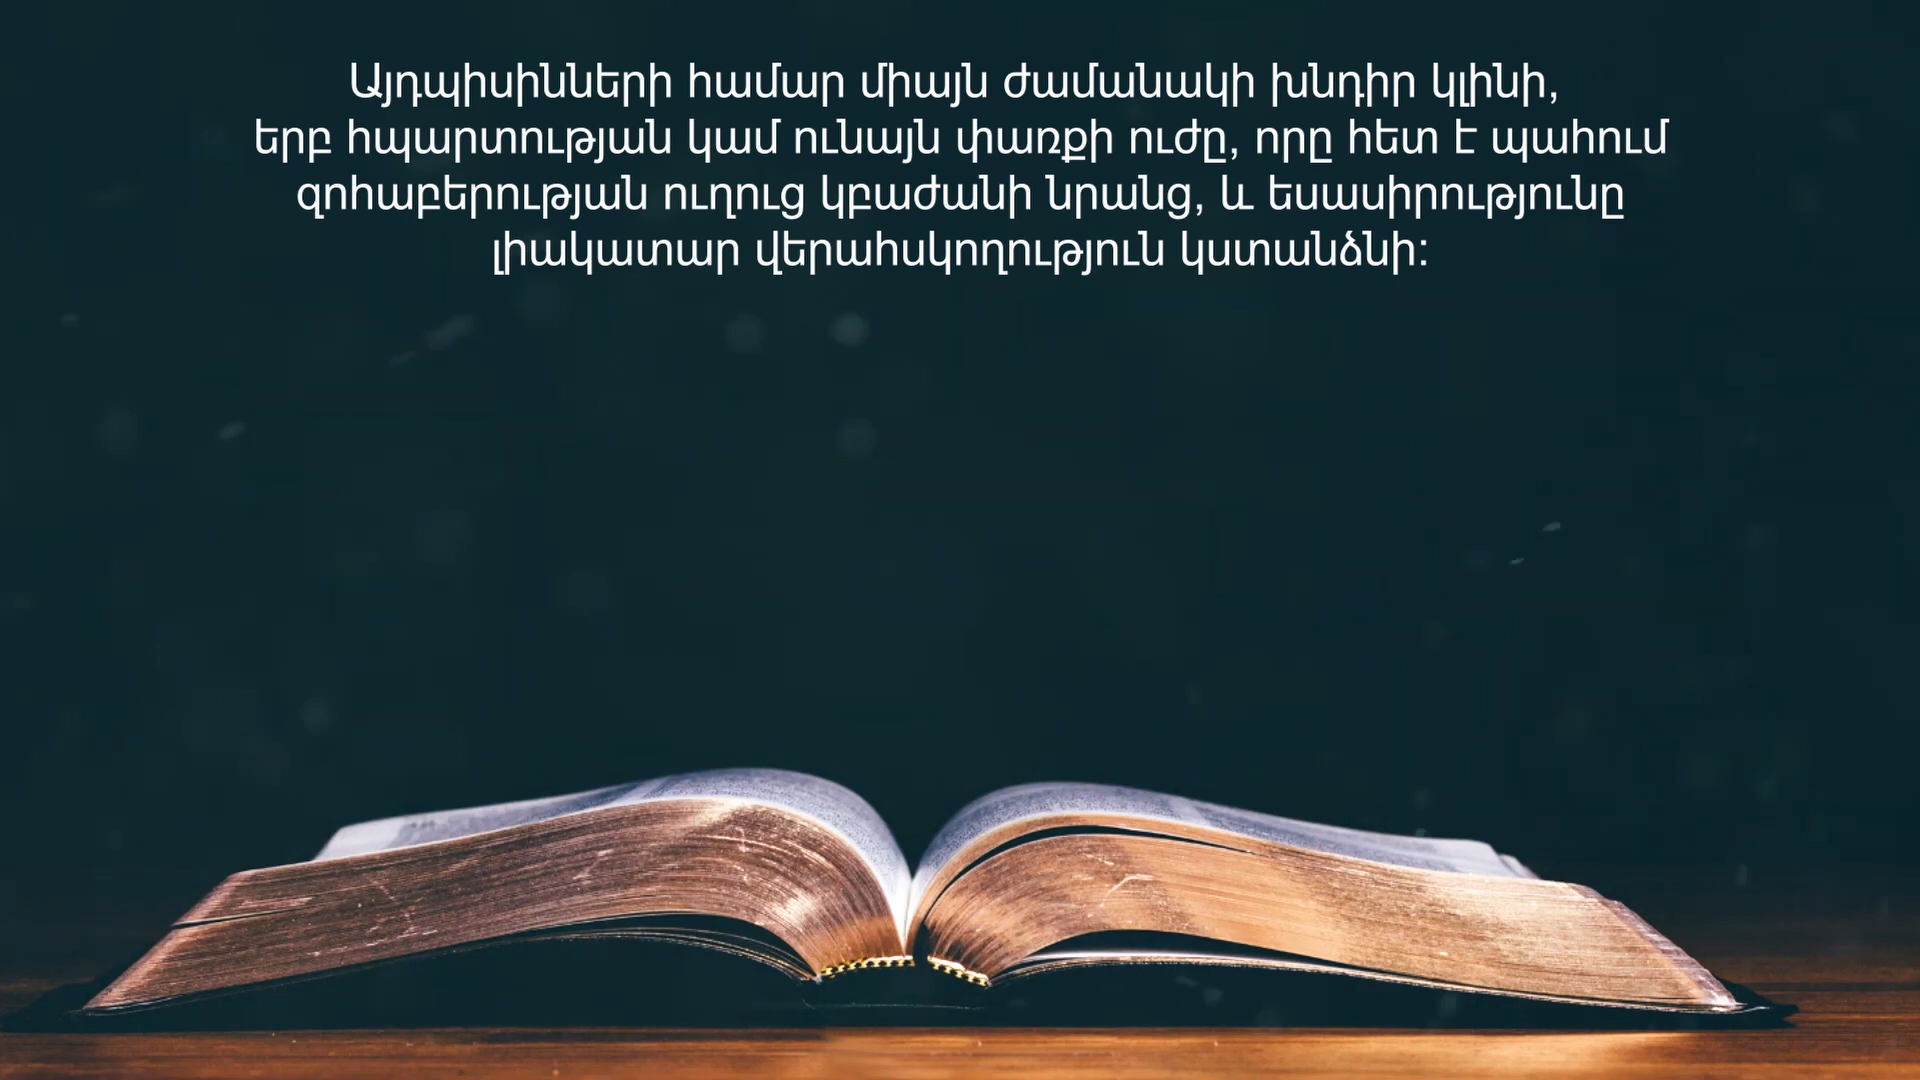 Այդպիսինների համար միայն ժամանակի խնդիր կլինի,
երբ հպարտության կամ ունայն փառքի ուժը, որը հետ է պահում
զոհաբերության ուղուց կբաժանի նրանց, և եսասիրությունը
լիակատար վերահսկողություն կստանձնի: